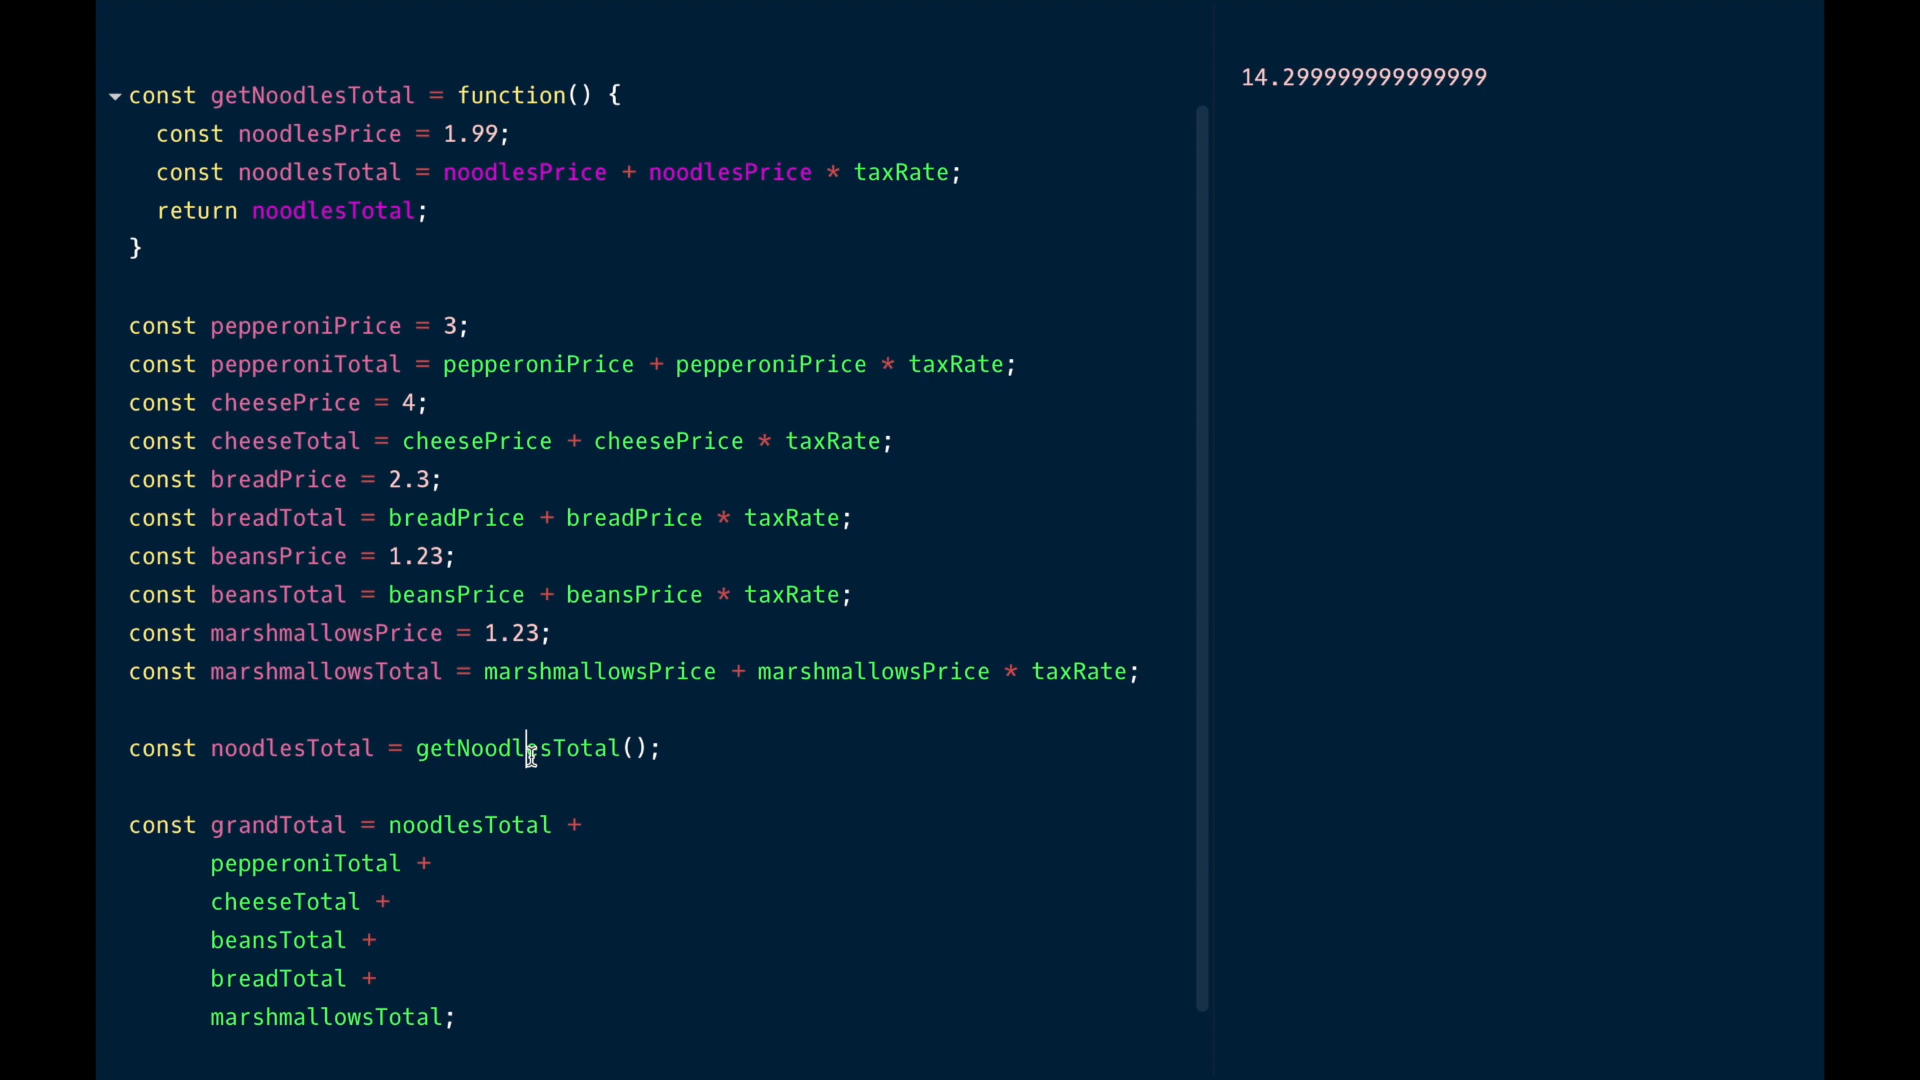 const getNoodlesTotal = function() {
  const noodlesPrice = 1.99;
  const noodlesTotal = noodlesPrice + noodlesPrice * taxRate;
  return noodlesTotal;
}
const pepperoniPrice = 3;
const pepperoniTotal = pepperoniPrice + pepperoniPrice * taxRate;
const cheesePrice = 4;
const cheeseTotal = cheesePrice + cheesePrice * taxRate;
const breadPrice = 2.3;
const breadTotal = breadPrice + breadPrice * taxRate;
const beansPrice = 1.23;
const beansTotal = beansPrice + beansPrice * taxRate;
const marshmallowsPrice = 1.23;
const marshmallowsTotal = marshmallowsPrice + marshmallowsPrice * taxRate;
const noodlesTotal = getNoodlesTotal();
const grandTotal = noodlesTotal +
      pepperoniTotal +
      cheeseTotal +
      beansTotal +
      breadTotal +
      marshmallowsTotal;
14.299999999999999